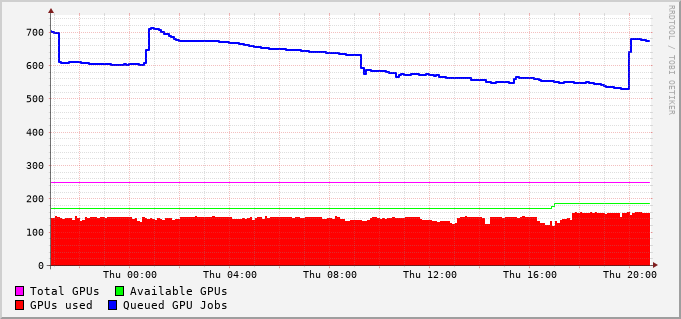 RRDTOOL / TOBI OETIKER
700
600
500
400
300
200
100
0
Thu 00:00 Thu 04:00 Thu 08:00 Thu 12:00 Thu 16:00 Thu 20:00
Total GPUs Available GPUs
GPUs used Queued GPU Jobs